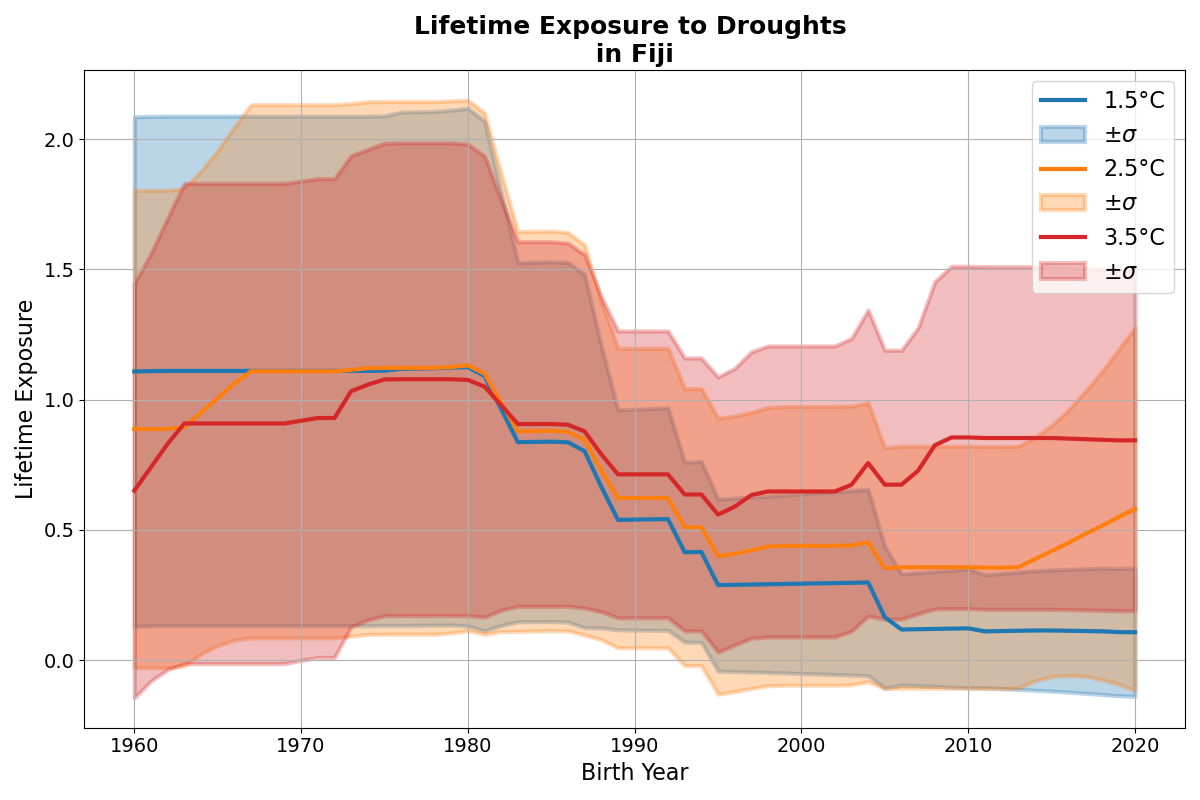 Lifetime Exposure to Droughts
in Fiji
Lifetime Exposure
2.0
1.5
1.0
0.5
0.0
1960
1970
1980
1990
2000
2010
2020
Birth Year
1.5°C
±σ
2.5°C
±σ
3.5°C
±σ